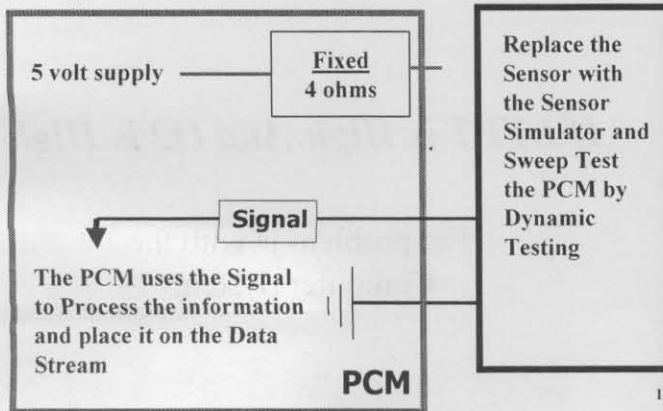 5 volt supply
Fixed
4 ohms
Signal
The PCM uses the Signal
to Process the information
and place it on the Data
Stream
PCM
Replace the
Sensor with
the Sensor
Simulator and
Sweep Test
the PCM by
Dynamic
Testing